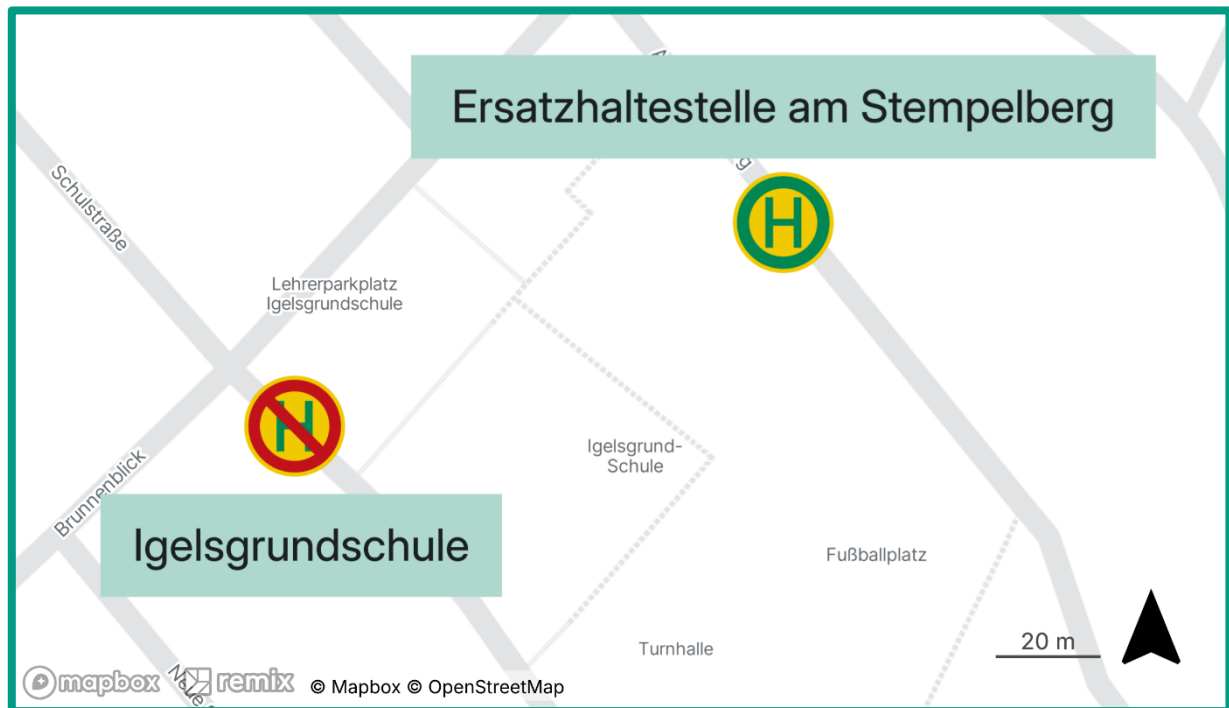 Ersatzhaltestelle am Stempelberg
H
Schulstraße
Lehrerparkplatz
Igelsgrundschule
H
Brunnenblick
Igelsgrundschule
Igelsgrund-
Schule
Fußballplatz
Turnhalle
20 m
mapbox remix © Mapbox © OpenStreetMap